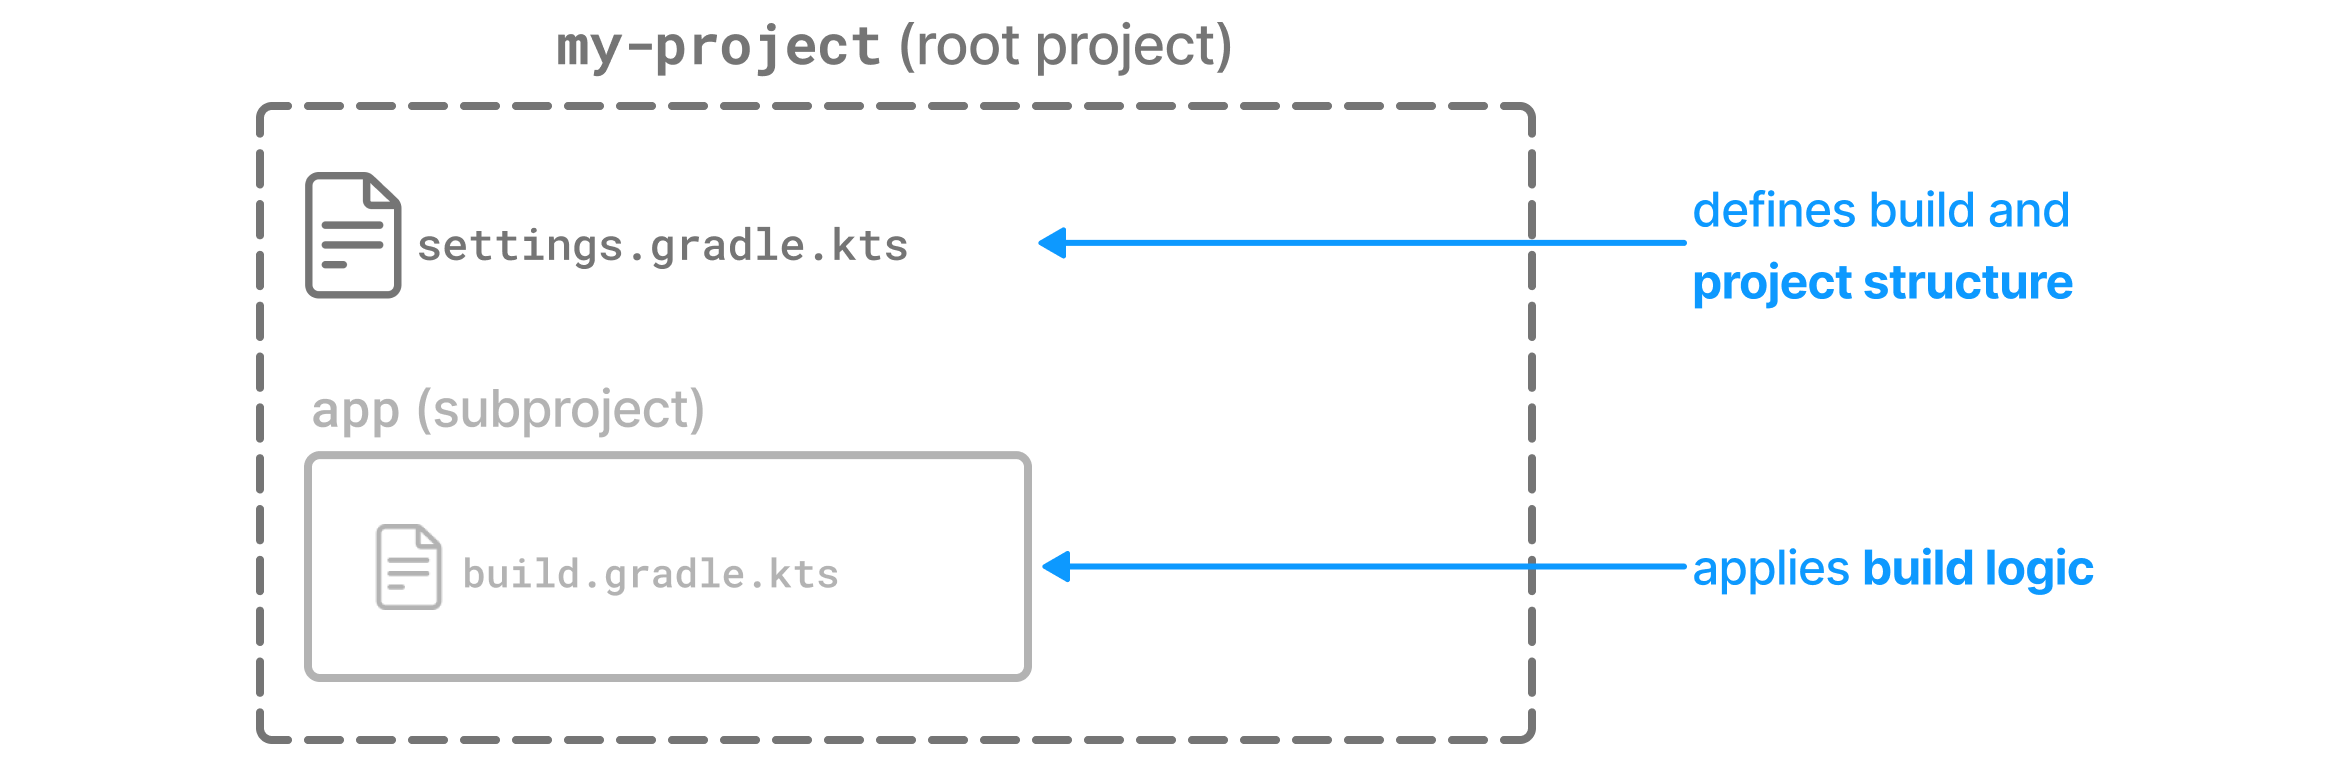 my-project (root project)
settings.gradle.kts
defines build and
project structure
app (subproject)
build.gradle.kts
applies build logic